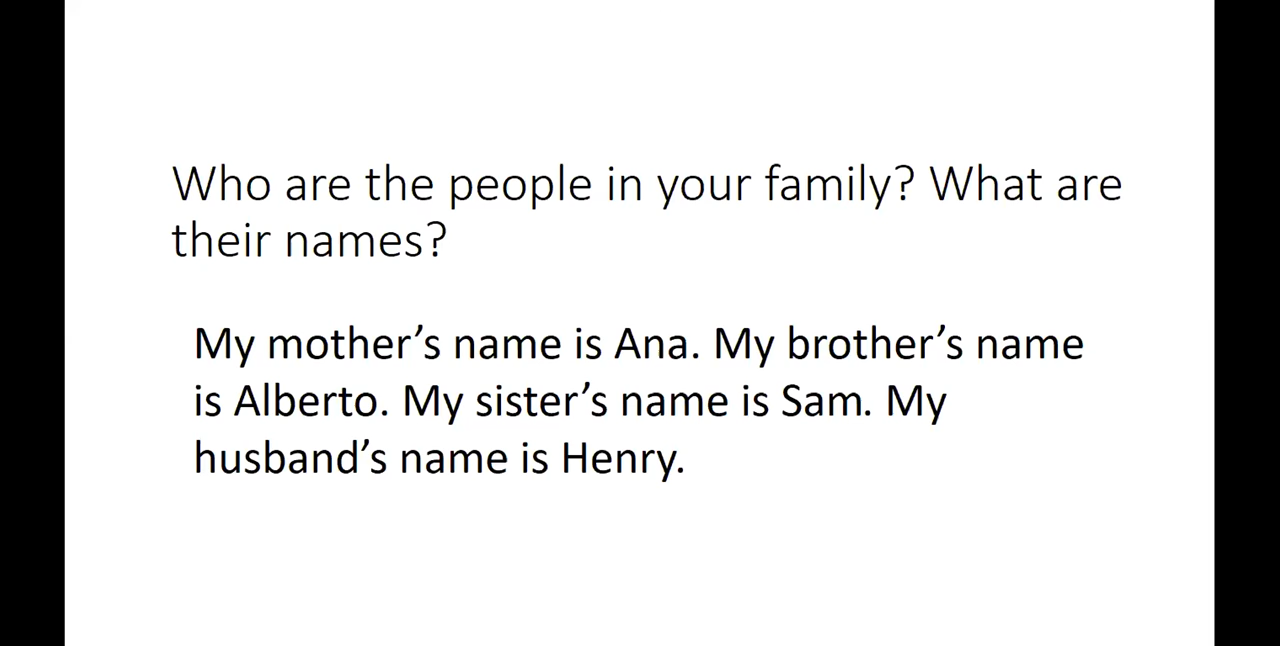 Who are the people in your family? What are
their names?
My mother’s name is Ana. My brother’s name
is Alberto. My sister’s name is Sam. My
husband’s name is Henry.